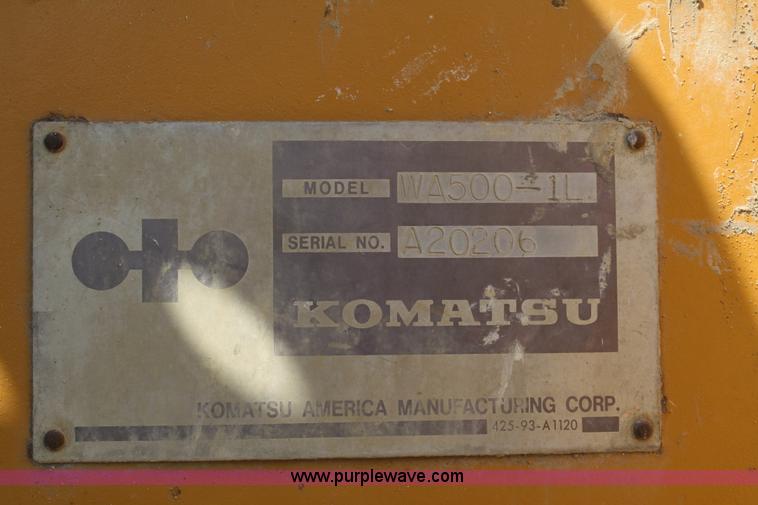 MODEL WA500-1L
SERIAL NO. A20206
KOMATSU
KOMATSU AMERICA MANUFACTURING CORP.
425-93-A1120
www.purplewave.com